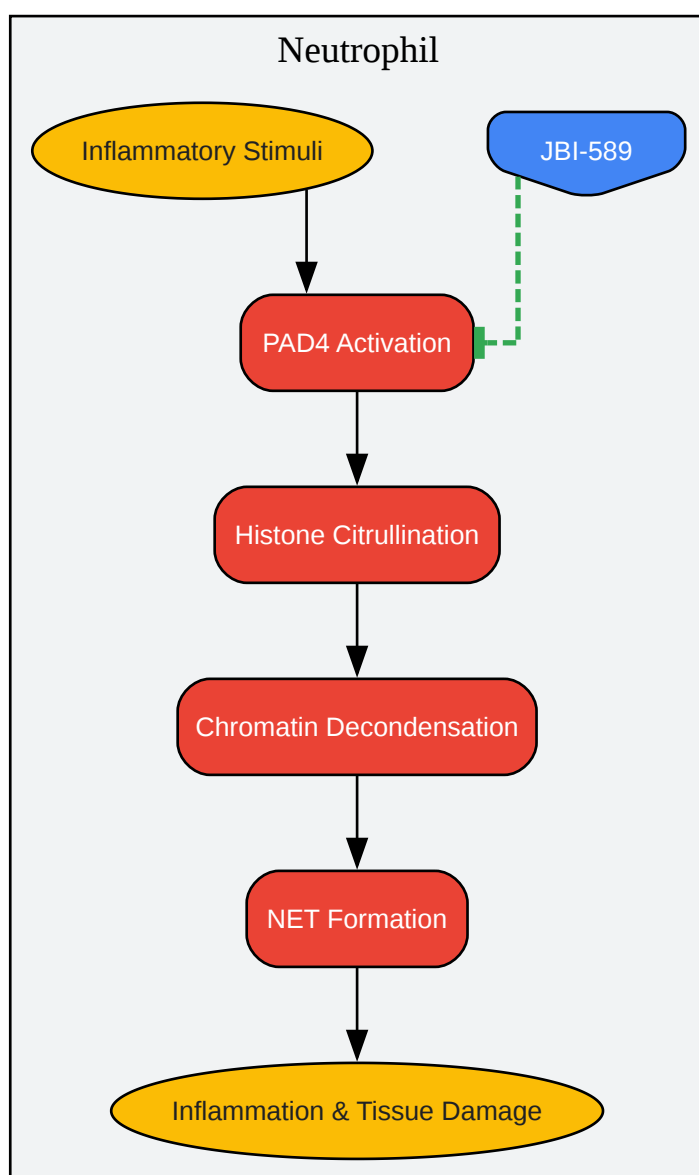 Neutrophil
Inflammatory Stimuli
JBI-589
PAD4 Activation
Histone Citrullination
Chromatin Decondensation
NET Formation
Inflammation & Tissue Damage